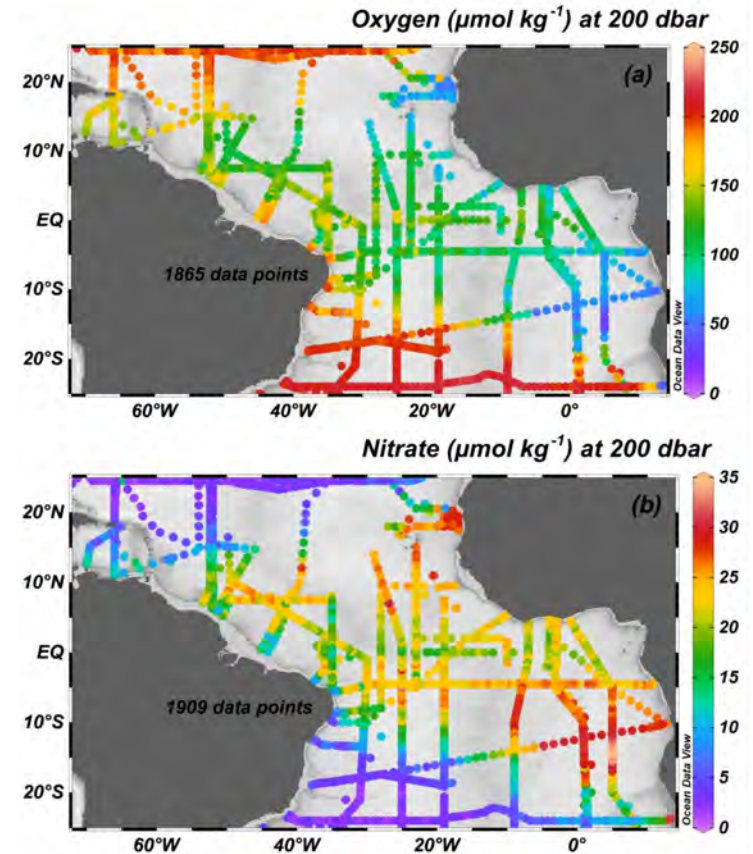 Oxygen (μmol kg⁻¹) at 200 dbar
(a)
250
200
150
100
50
0
20°N
10°N
EQ
10°S
20°S
1865 data points
Ocean Data View
60°W 40°W 20°W 0°
Nitrate (μmol kg⁻¹) at 200 dbar
(b)
35
30
25
20
15
10
5
0
20°N
10°N
EQ
10°S
20°S
1909 data points
Ocean Data View
60°W 40°W 20°W 0°